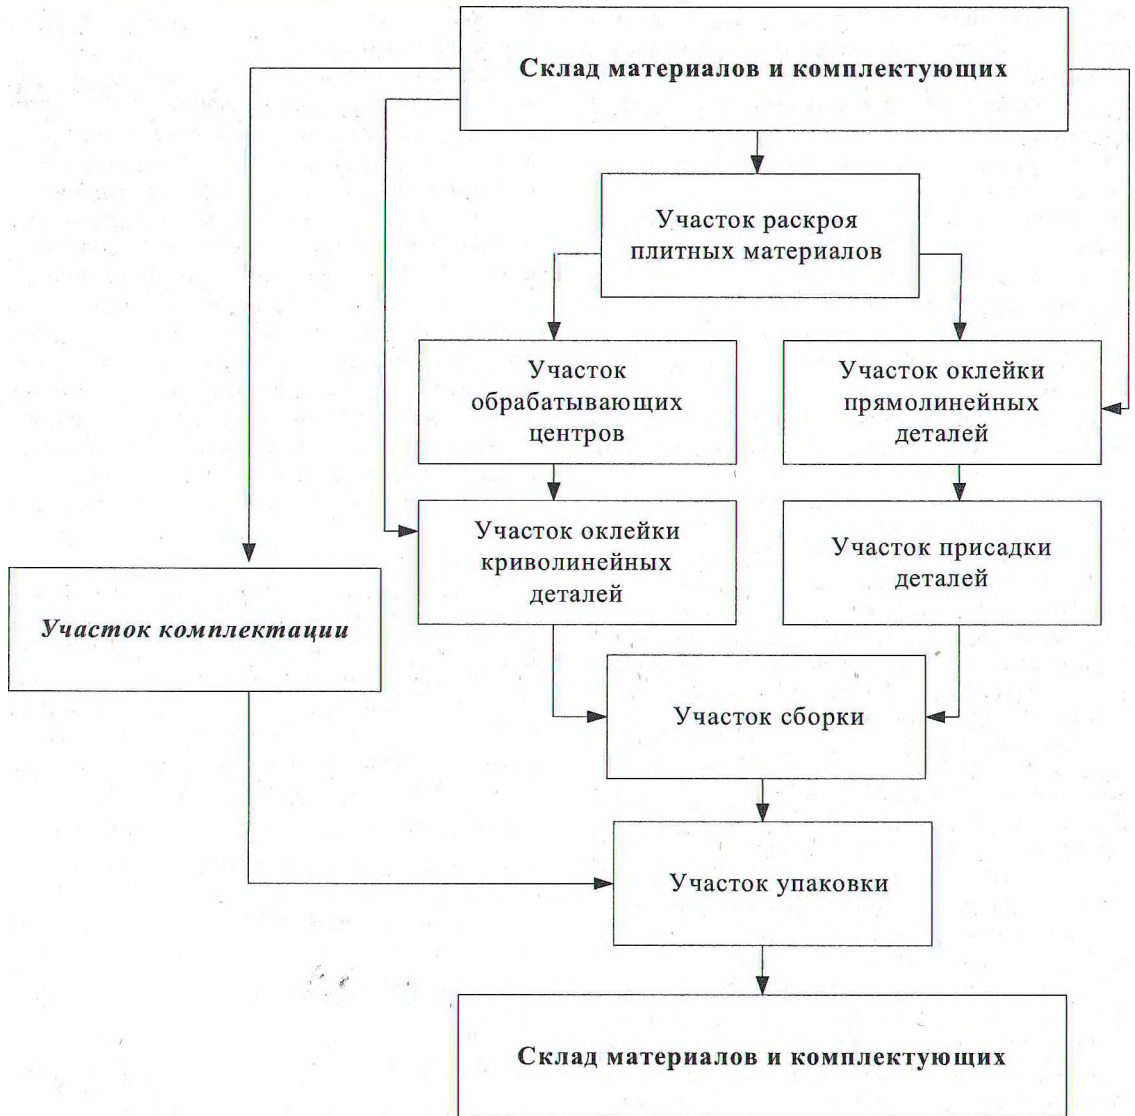 Склад материалов и комплектующих
Участок раскроя
плитных материалов
Участок
обрабатывающих
центров
Участок оклейки
прямолинейных
деталей
Участок оклейки
криволинейных
деталей
Участок присадки
деталей
Участок комплектации
Участок сборки
Участок упаковки
Склад материалов и комплектующих